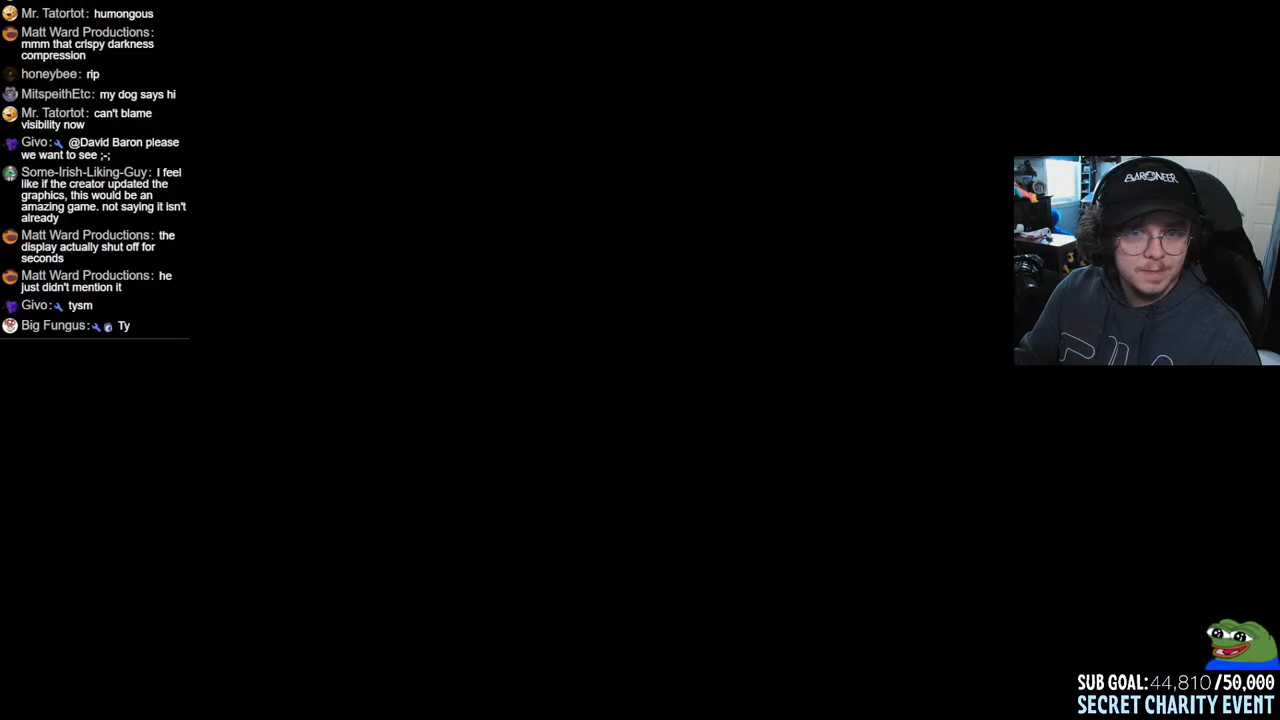 Mr. Tatortot: humongous
Matt Ward Productions:
mmm that crispy darkness
compression
honeybee: rip
MitspeithEtc: my dog says hi
Mr. Tatortot: can't blame
visibility now
Givo: @David Baron please
we want to see ;-;
Some-Irish-Liking-Guy: I feel
like if the creator updated the
graphics, this would be an
amazing game. not saying it isn't
already
Matt Ward Productions: the
display actually shut off for
seconds
Matt Ward Productions: he
just didn't mention it
Givo: tysm
Big Fungus: Ty
BARONEER
SUB GOAL: 44,810 /50,000
SECRET CHARITY EVENT